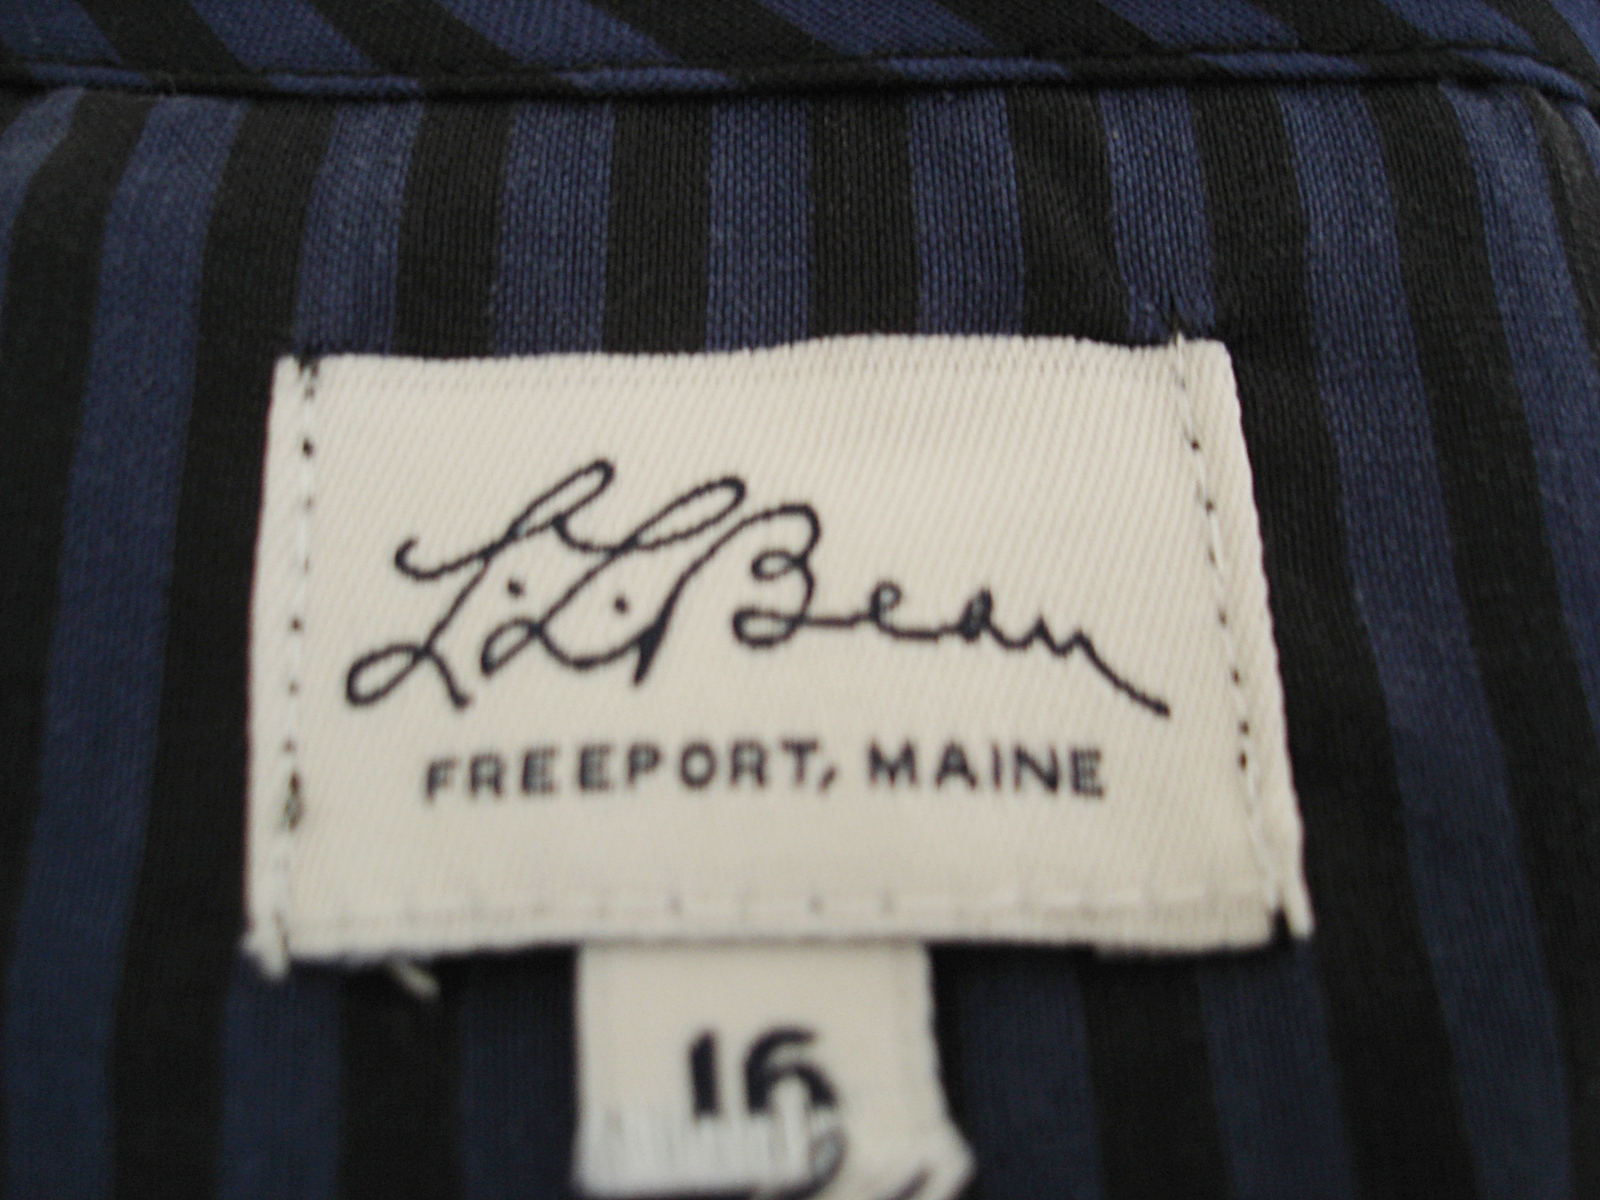 L.L.Bean
FREEPORT, MAINE
16